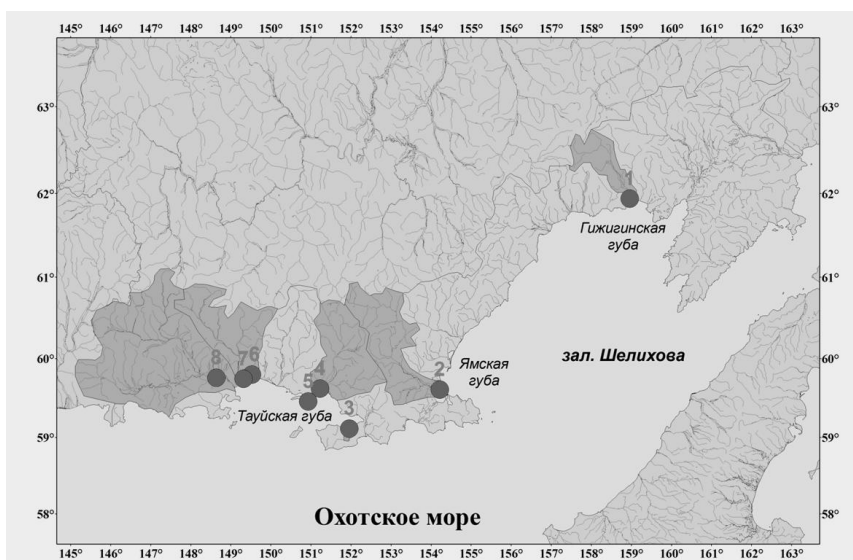 145° 146° 147° 148° 149° 150° 151° 152° 153° 154° 155° 156° 157° 158° 159° 160° 161° 162° 163°
63° 63°
1
62° 62°
Гижигинская
губа
61° 61°
60° 8 7 6 Ямская зал. Шелихова 60°
5 4 2 губа
Тауйская губа 3
59° 59°
Охотское море
58° 58°
145° 146° 147° 148° 149° 150° 151° 152° 153° 154° 155° 156° 157° 158° 159° 160° 161° 162° 163°